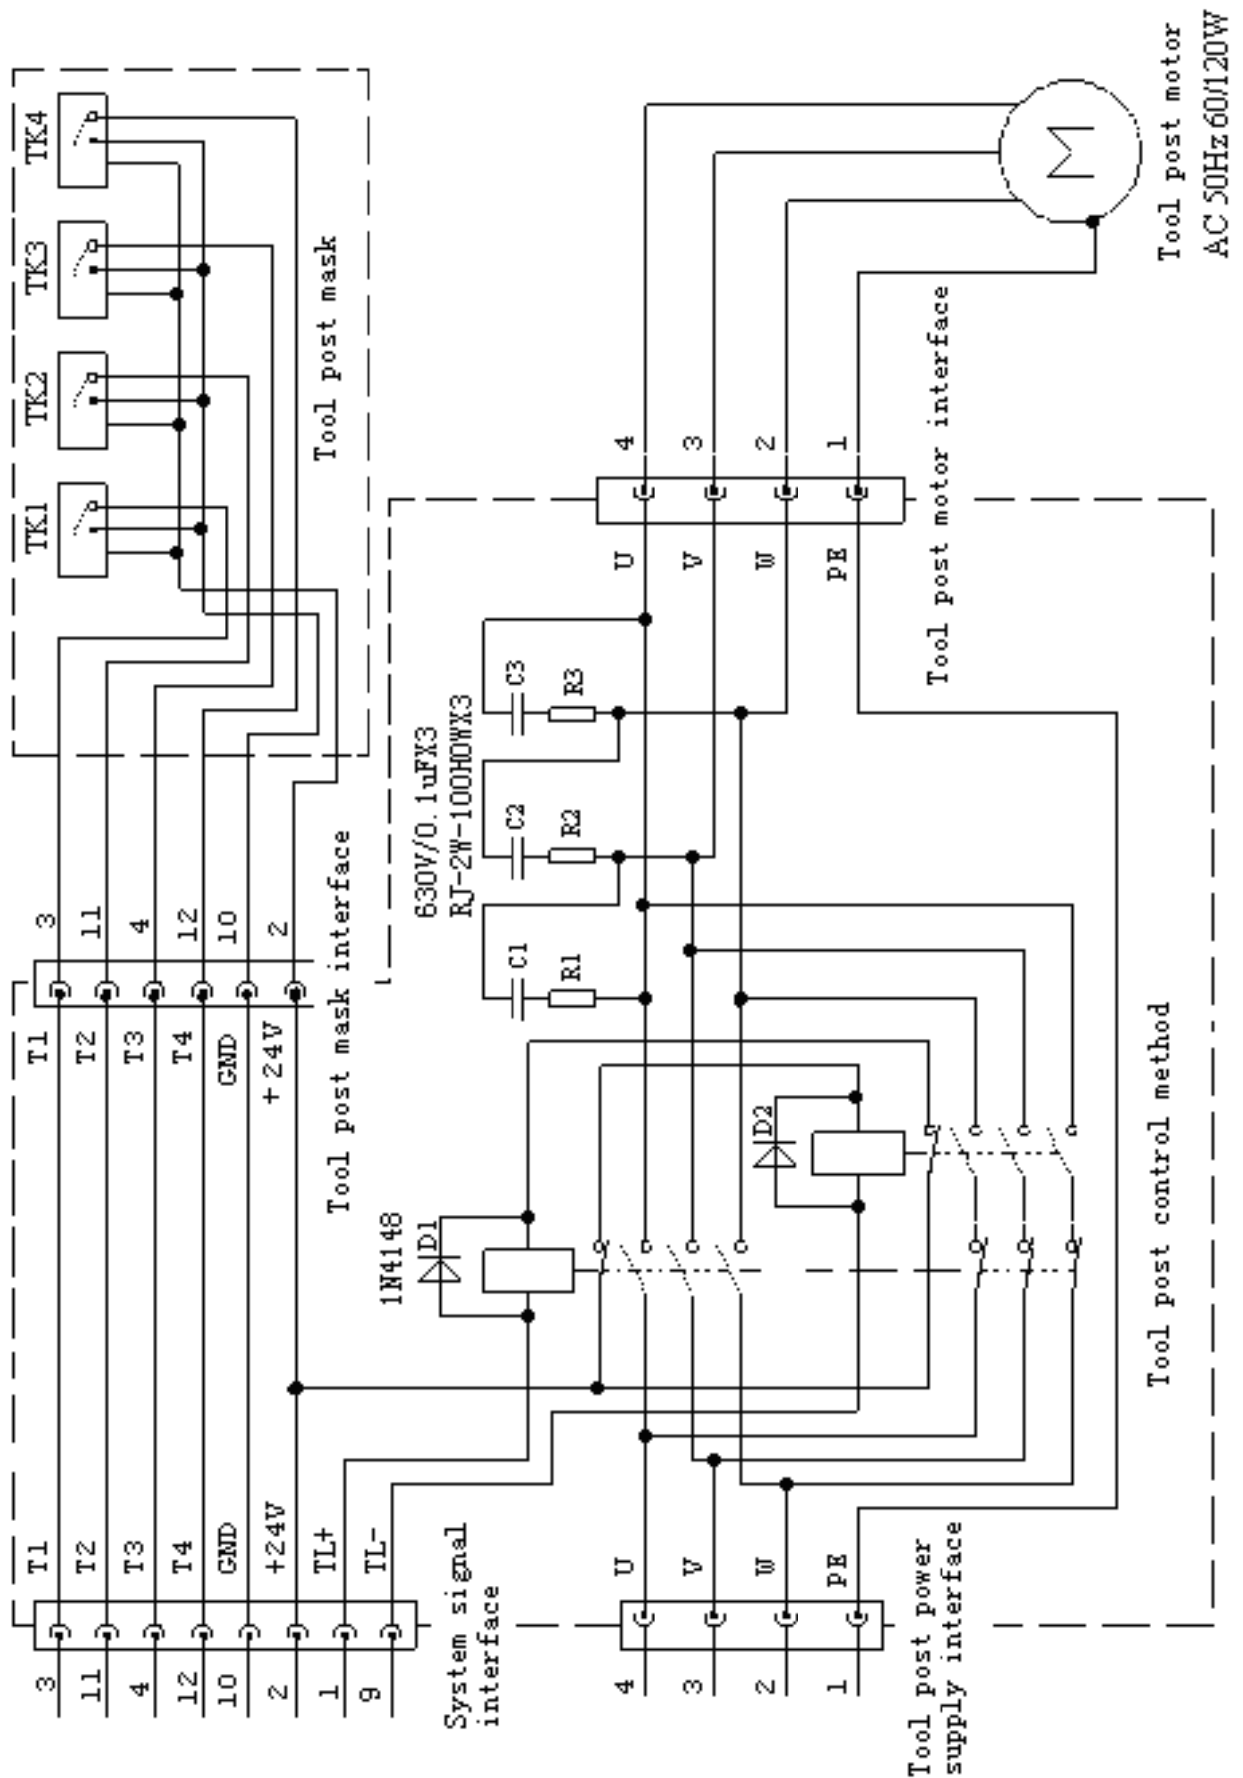 TK1
TK2
TK3
TK4
Tool post mask
3
11
4
12
10
2
T1
T2
T3
T4
GND
+24V
Tool post mask interface
T1
T2
T3
T4
GND
+24V
TL+
TL-
3
11
4
12
10
2
1
9
System signal
interface
1N4148
D1
D2
630V/0.1uFX3
RJ-2W-100HOWX3
C1
R1
C2
R2
C3
R3
U
V
W
PE
4
3
2
1
Tool post power
supply interface
U
V
W
PE
4
3
2
1
Tool post motor interface
Tool post control method
M
Tool post motor
AC 50Hz 60/120W